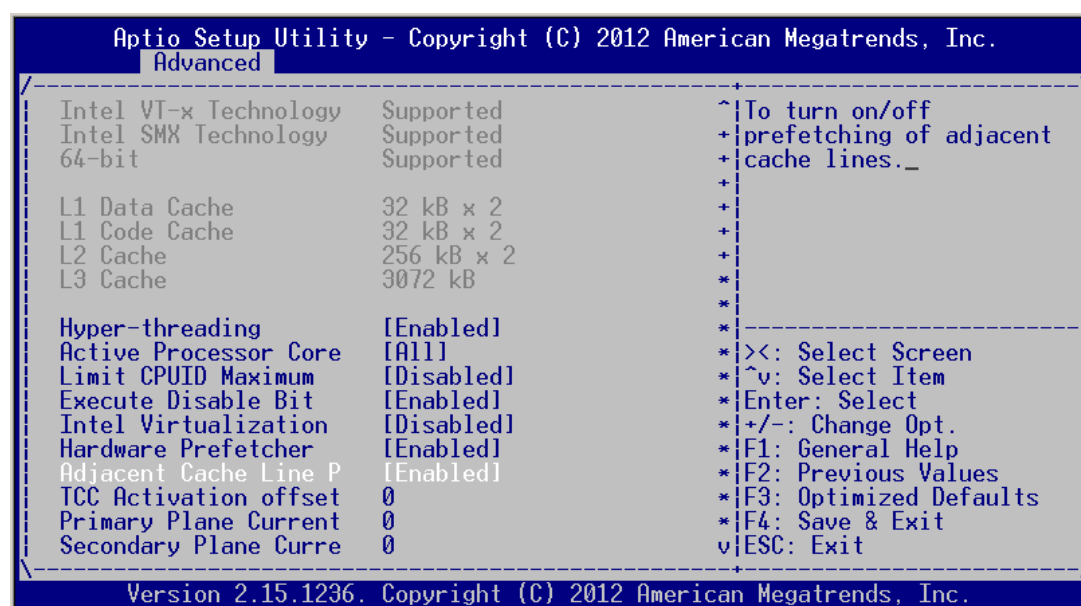 Aptio Setup Utility – Copyright (C) 2012 American Megatrends, Inc.
Advanced
Intel VT-x Technology Supported ^|To turn on/off
Intel SMX Technology Supported +|prefetching of adjacent
64-bit Supported +|cache lines._
+|
L1 Data Cache 32 kB x 2 +|
L1 Code Cache 32 kB x 2 +|
L2 Cache 256 kB x 2 +|
L3 Cache 3072 kB *|
*|
Hyper-threading [Enabled] *|
Active Processor Core [All] *|><: Select Screen
Limit CPUID Maximum [Disabled] *|^v: Select Item
Execute Disable Bit [Enabled] *|Enter: Select
Intel Virtualization [Disabled] *|+/-: Change Opt.
Hardware Prefetcher [Enabled] *|F1: General Help
Adjacent Cache Line P [Enabled] *|F2: Previous Values
TCC Activation offset 0 *|F3: Optimized Defaults
Primary Plane Current 0 *|F4: Save & Exit
Secondary Plane Curre 0 v|ESC: Exit
Version 2.15.1236. Copyright (C) 2012 American Megatrends, Inc.